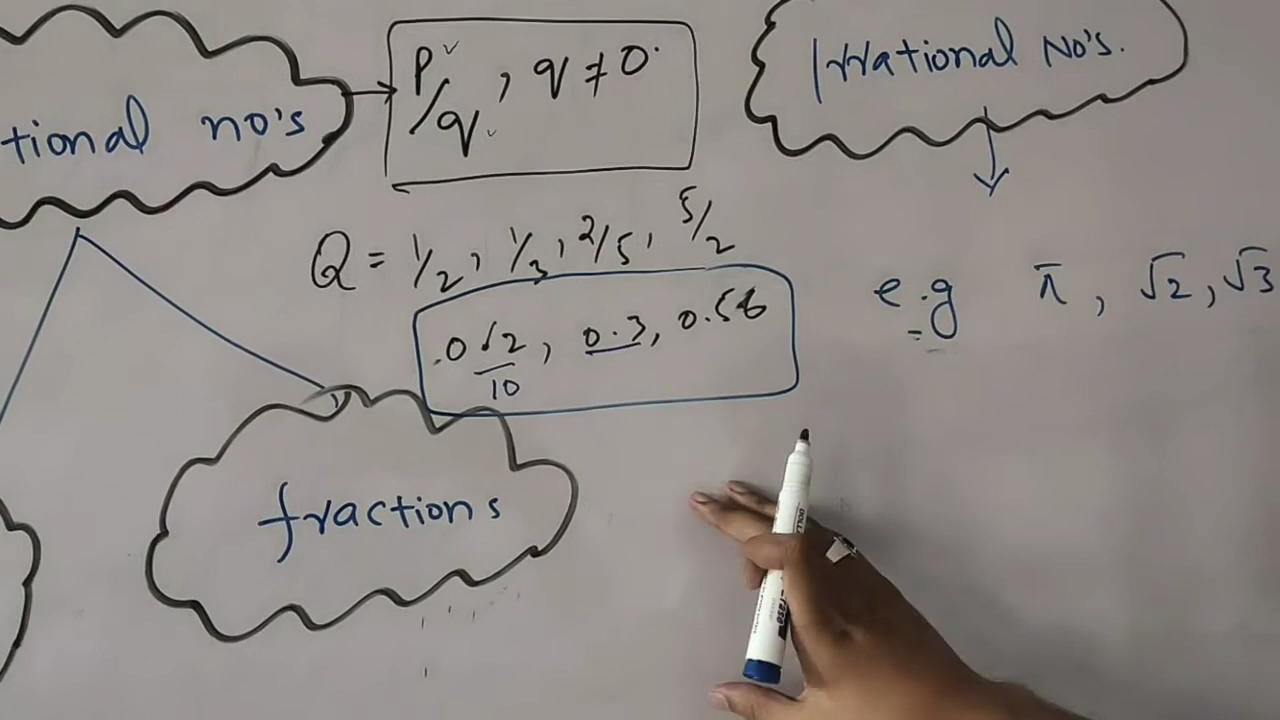 P/q, q ≠ 0
Irrational NO's.
tional no's
Q = 1/2, 1/3, 2/5, 5/2
e.g π, √2, √3
0.2, 0.3, 0.56
10
fractions